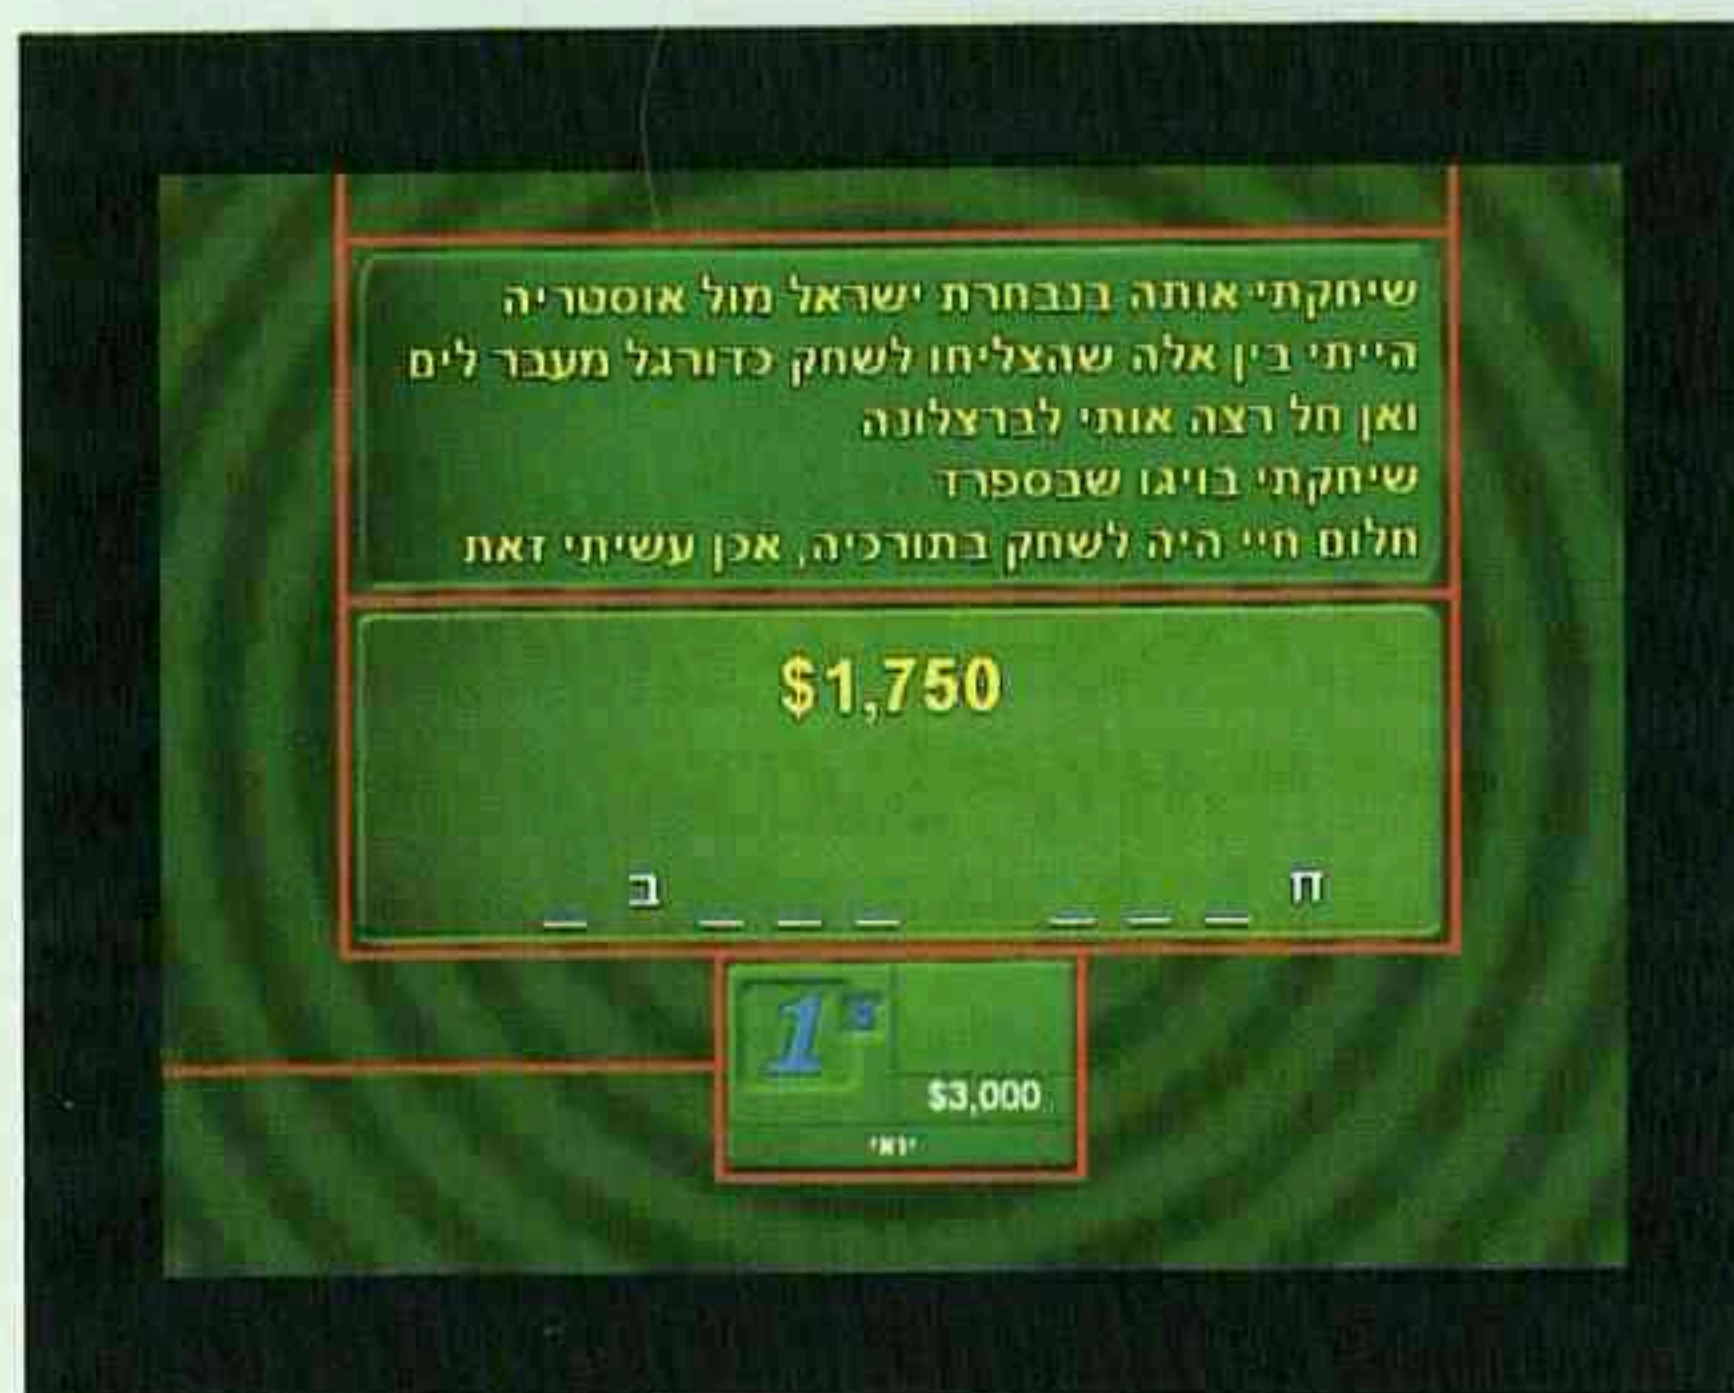 שיחקתי אותה בנבחרת ישראל מול אוסטריה
הייתי בין אלה שהצליחו לשחק כדורגל מעבר לים
ואן חל רצה אותי לברצלונה
שיחקתי בויגו שבספרד
חלום חיי היה לשחק בתורכיה, אכן עשיתי זאת
$1,750
ח _ _ _ _ _ _ ב _
1
$3,000